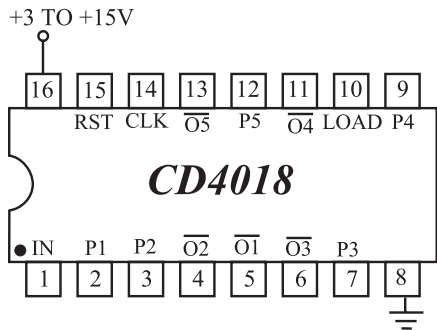 +3 TO +15V
16 15 14 13 12 11 10 9
RST CLK O5 P5 O4 LOAD P4
CD4018
IN P1 P2 O2 O1 O3 P3
1 2 3 4 5 6 7 8